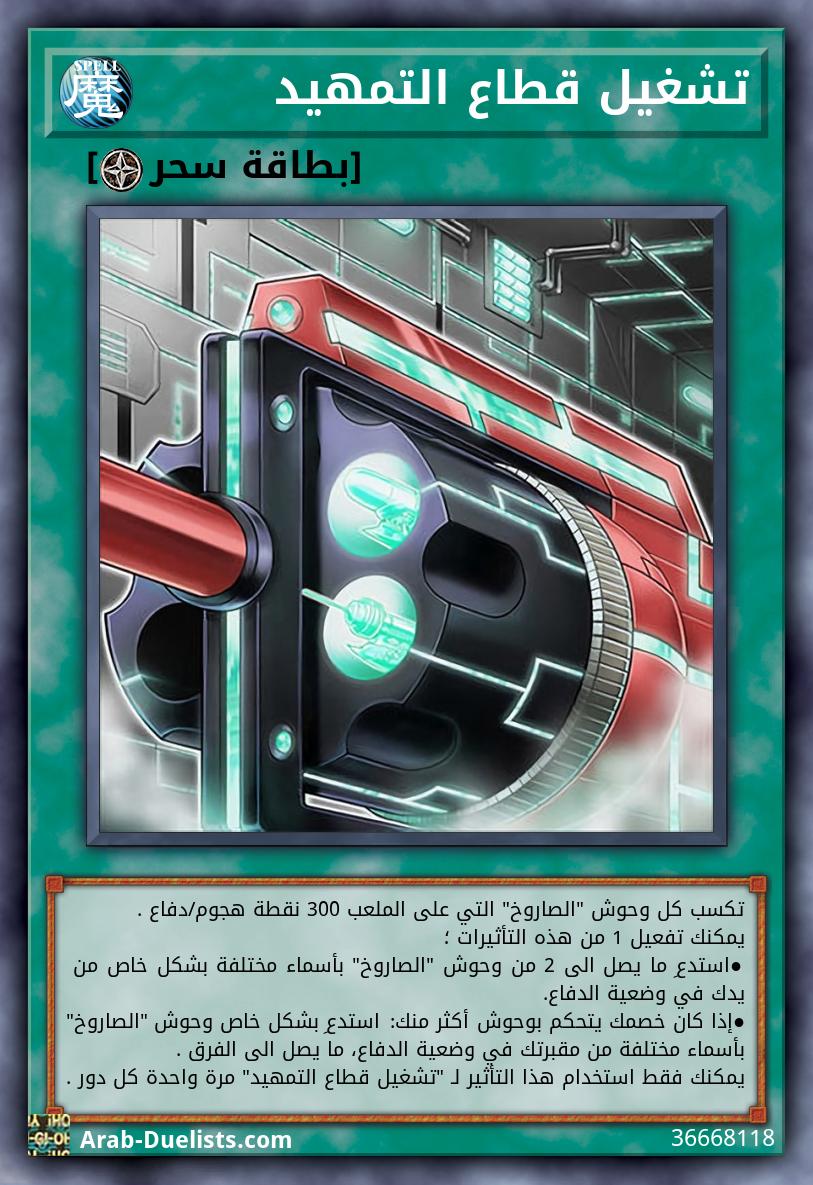 تشغيل قطاع التمهيد
SPELL
魔
[بطاقة سحر]
تكسب كل وحوش "الصاروخ" التي على الملعب 300 نقطة هجوم/دفاع .
يمكنك تفعيل 1 من هذه التأثيرات ؛
●استدعِ ما يصل الى 2 من وحوش "الصاروخ" بأسماء مختلفة بشكل خاص من
يدك في وضعية الدفاع.
●إذا كان خصمك يتحكم بوحوش أكثر منك: استدعِ بشكل خاص وحوش "الصاروخ"
بأسماء مختلفة من مقبرتك في وضعية الدفاع، ما يصل الى الفرق .
يمكنك فقط استخدام هذا التأثير لـ "تشغيل قطاع التمهيد" مرة واحدة كل دور .
Arab-Duelists.com
36668118